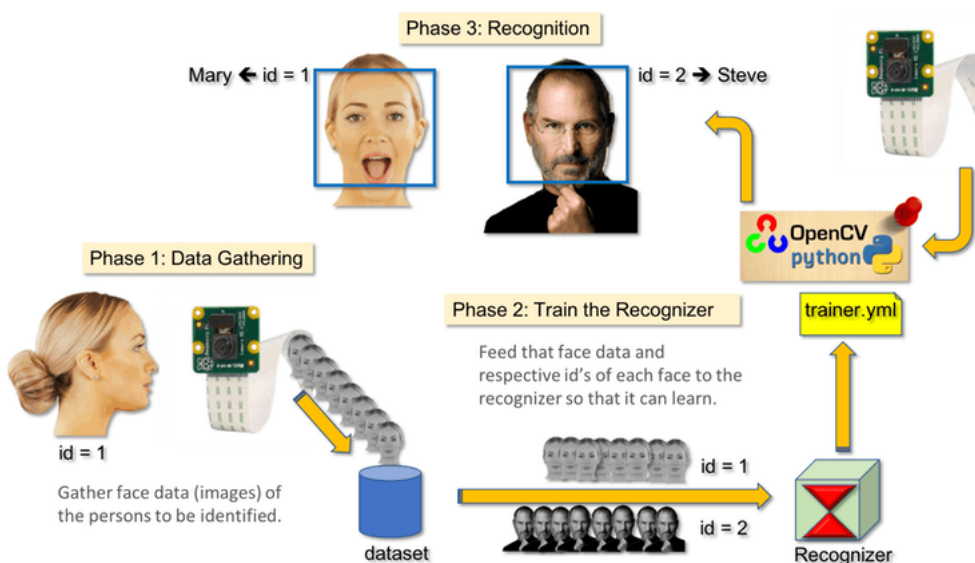 Phase 3: Recognition
Mary ← id = 1
id = 2 → Steve
OpenCV
python
Phase 1: Data Gathering
id = 1
Gather face data (images) of
the persons to be identified.
dataset
Phase 2: Train the Recognizer
Feed that face data and
respective id’s of each face to the
recognizer so that it can learn.
trainer.yml
id = 1
id = 2
Recognizer